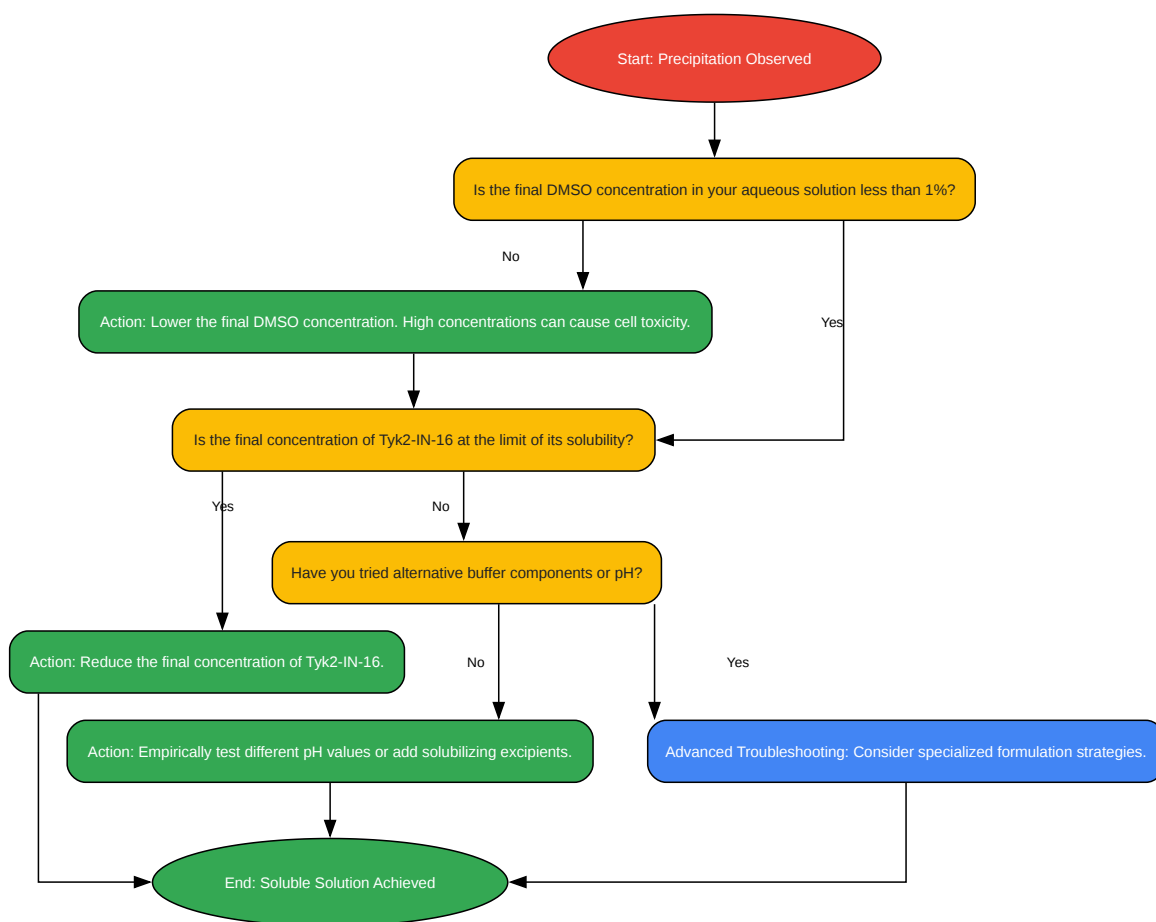 Start: Precipitation Observed
Is the final DMSO concentration in your aqueous solution less than 1%?
No
Action: Lower the final DMSO concentration. High concentrations can cause cell toxicity.
Yes
Is the final concentration of Tyk2-IN-16 at the limit of its solubility?
Yes
No
Have you tried alternative buffer components or pH?
Action: Reduce the final concentration of Tyk2-IN-16.
No
Yes
Action: Empirically test different pH values or add solubilizing excipients.
Advanced Troubleshooting: Consider specialized formulation strategies.
End: Soluble Solution Achieved